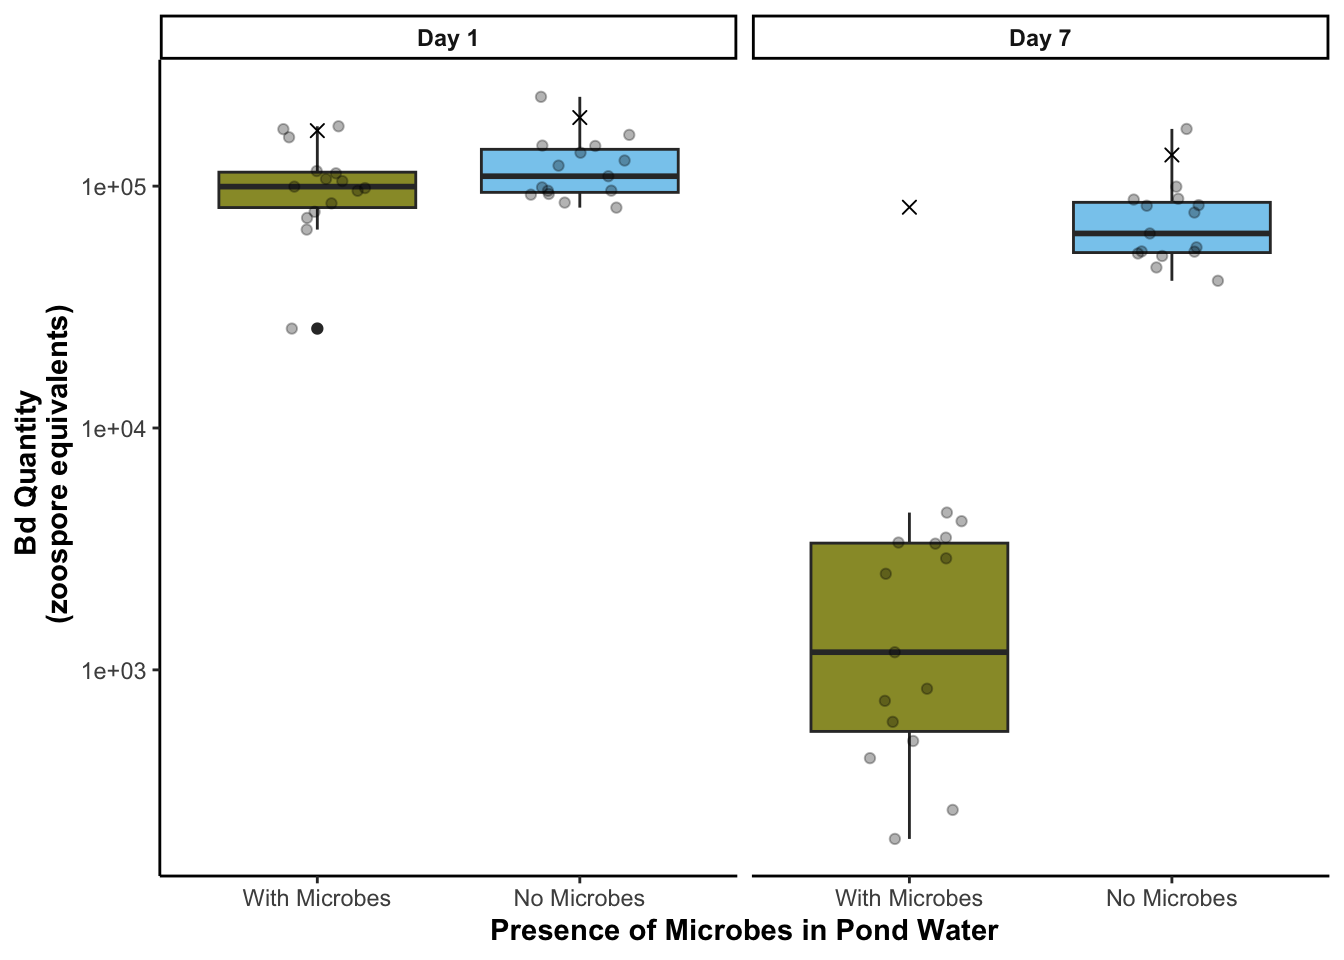 Day 1
Day 7
Bd Quantity
(zoospore equivalents)
1e+05
1e+04
1e+03
With Microbes
No Microbes
With Microbes
No Microbes
Presence of Microbes in Pond Water